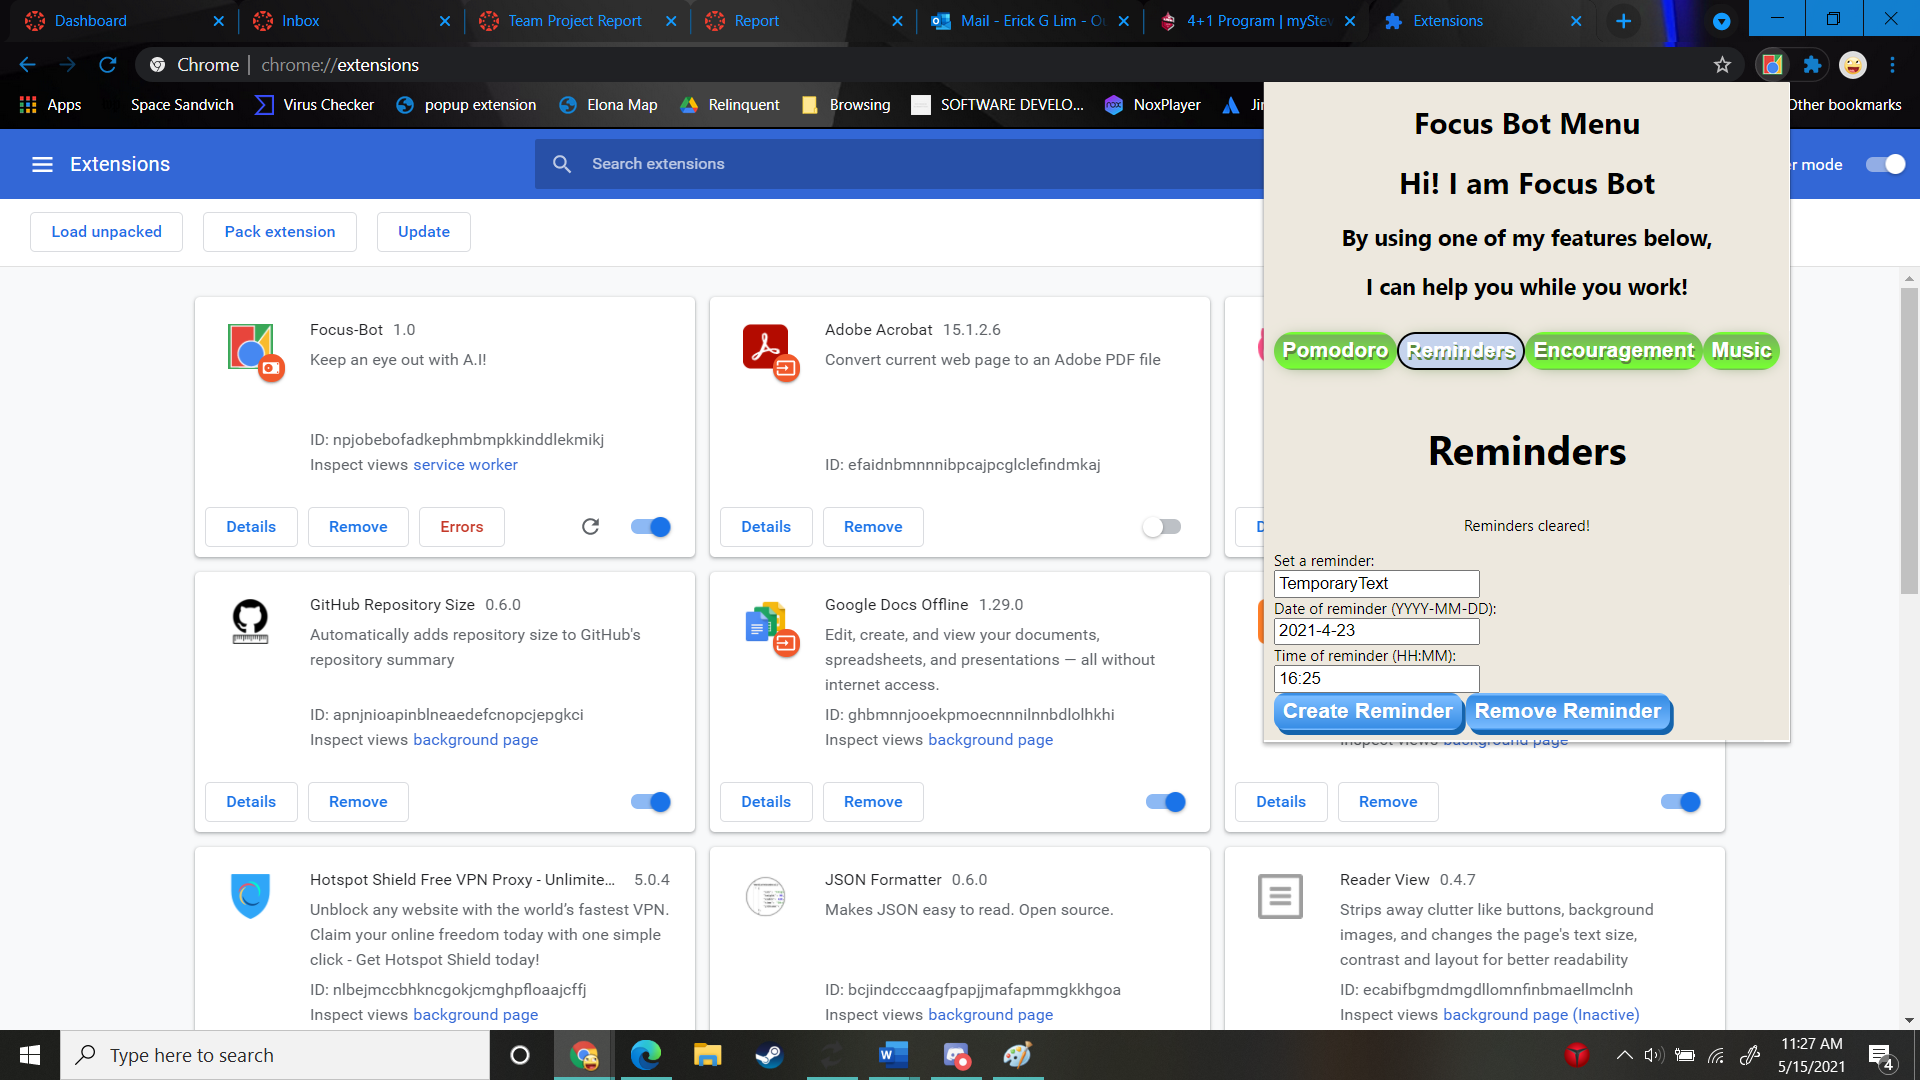 Dashboard
Inbox
Team Project Report
Report
Mail - Erick G Lim - Ou
4+1 Program | myStev
Extensions
Chrome | chrome://extensions
Apps
Space Sandvich
Virus Checker
popup extension
Elona Map
Relinquent
Browsing
SOFTWARE DEVELO...
NoxPlayer
Other bookmarks
Extensions
Search extensions
er mode
Load unpacked
Pack extension
Update
Focus Bot Menu
Hi! I am Focus Bot
By using one of my features below,
I can help you while you work!
Pomodoro
Reminders
Encouragement
Music
Reminders
Reminders cleared!
Set a reminder:
TemporaryText
Date of reminder (YYYY-MM-DD):
2021-4-23
Time of reminder (HH:MM):
16:25
Create Reminder
Remove Reminder
Focus-Bot 1.0
Keep an eye out with A.I!
ID: npjobebofadkephmbmpkkinddlekmikj
Inspect views service worker
Details
Remove
Errors
Adobe Acrobat 15.1.2.6
Convert current web page to an Adobe PDF file
ID: efaidnbmnnnibpcajpcglclefindmkaj
Details
Remove
GitHub Repository Size 0.6.0
Automatically adds repository size to GitHub's
repository summary
ID: apnjnioapinblneaedefcnopcjepgkci
Inspect views background page
Details
Remove
Google Docs Offline 1.29.0
Edit, create, and view your documents,
spreadsheets, and presentations — all without
internet access.
ID: ghbmnnjooekpmoecnnnilnnbdlolhkhi
Inspect views background page
Details
Remove
Inspect views background page
Details
Remove
Hotspot Shield Free VPN Proxy - Unlimite... 5.0.4
Unblock any website with the world’s fastest VPN.
Claim your online freedom today with one simple
click - Get Hotspot Shield today!
ID: nlbejmccbhkncgokjcmghpfloaajcffj
Inspect views background page
JSON Formatter 0.6.0
Makes JSON easy to read. Open source.
ID: bcjindcccaagfpapjjmafapmmgkkhgoa
Inspect views background page
Reader View 0.4.7
Strips away clutter like buttons, background
images, and changes the page's text size,
contrast and layout for better readability
ID: ecabifbgmdmgdllomnfinbmaellmclnh
Inspect views background page (Inactive)
Type here to search
11:27 AM
5/15/2021
4